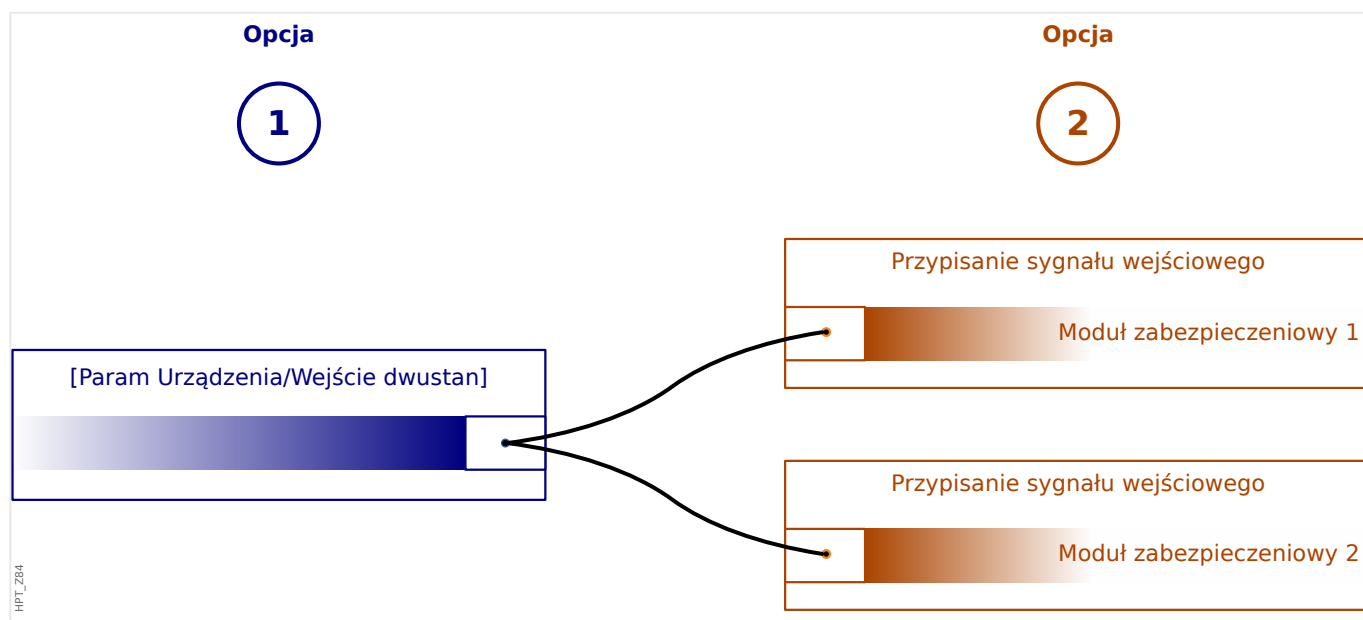 Opcja
1
Opcja
2
[Param Urządzenia/Wejście dwustan]
Przypisanie sygnału wejściowego
Moduł zabezpieczeniowy 1
Przypisanie sygnału wejściowego
Moduł zabezpieczeniowy 2
HPT_Z84